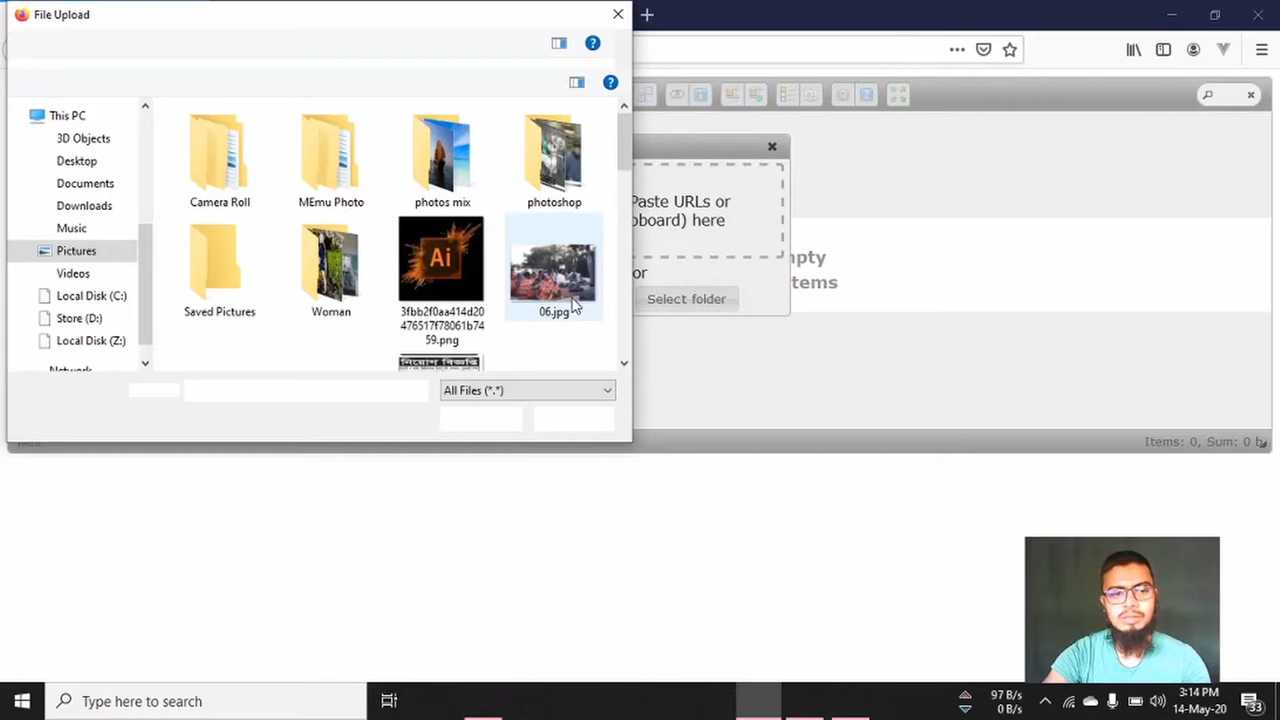 File Upload
This PC
3D Objects
Desktop
Documents
Downloads
Music
Pictures
Videos
Local Disk (C:)
Store (D:)
Local Disk (Z:)
Network
Camera Roll
MEmu Photo
photos mix
photoshop
Saved Pictures
Woman
Ai
3fbb2f0aa414d20
476517f78061b74
59.png
06.jpg
All Files (*.*)
Paste URLs or
board) here
or
Select folder
mpty
tems
Items: 0, Sum: 0 b
Type here to search
97 B/s
0 B/s
3:14 PM
14-May-20
33